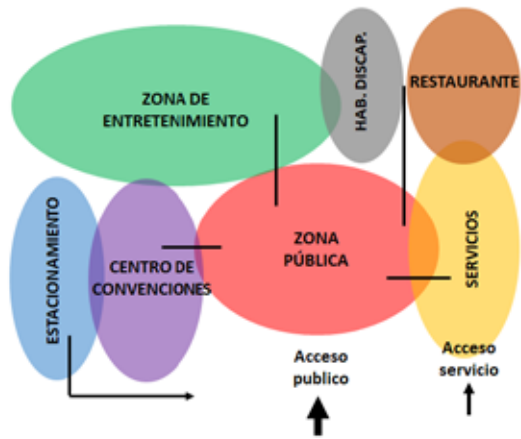 ZONA DE
ENTRETENIMIENTO
HAB. DISCAP.
RESTAURANTE
ESTACIONAMIENTO
CENTRO DE
CONVENCIONES
ZONA
PÚBLICA
SERVICIOS
Acceso
publico
Acceso
servicio